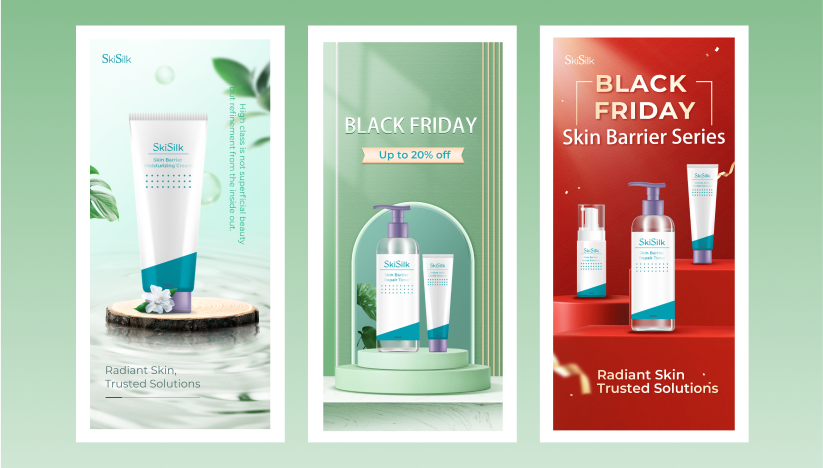 SkiSilk
SkiSilk
Skin Barrier
Moisturizing Cream
High class is not superficial beauty
but refinement from the inside out.
Radiant Skin,
Trusted Solutions
BLACK FRIDAY
Up to 20% off
SkiSilk
Skin Barrier
Repair Toner
SkiSilk
SkiSilk
BLACK
FRIDAY
Skin Barrier Series
SkiSilk
SkiSilk
Skin Barrier
Repair Toner
SkiSilk
Radiant Skin
Trusted Solutions